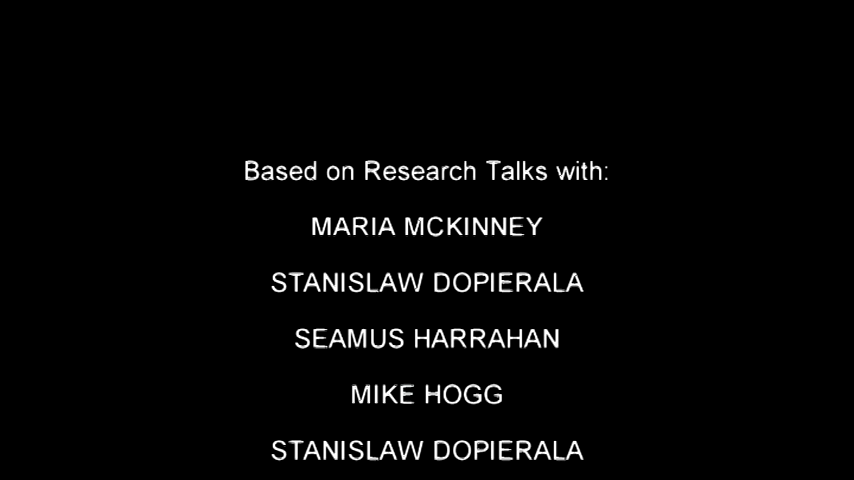 Based on Research Talks with:
MARIA MCKINNEY
STANISLAW DOPIERALA
SEAMUS HARRAHAN
MIKE HOGG
STANISLAW DOPIERALA